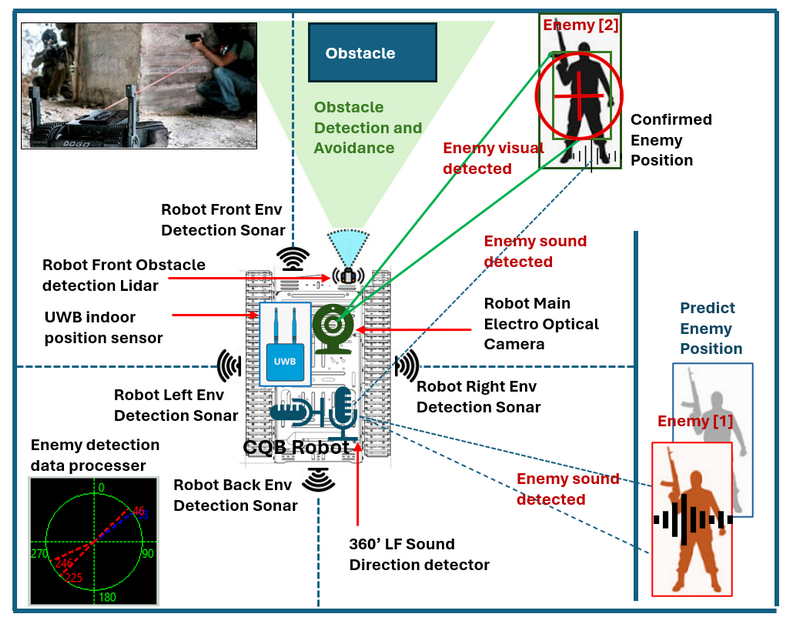 Enemy [2]
Obstacle
Obstacle
Detection and
Avoidance
Enemy visual
detected
Confirmed
Enemy
Position
Robot Front Env
Detection Sonar
Enemy sound
detected
Robot Front Obstacle
detection Lidar
UWB indoor
position sensor
Robot Main
Electro Optical
Camera
Predict
Enemy
Position
UWB
Robot Left Env
Detection Sonar
Robot Right Env
Detection Sonar
Enemy [1]
CQB Robot
Enemy detection
data processer
Robot Back Env
Detection Sonar
Enemy sound
detected
0
46
270
90
246
225
180
360' LF Sound
Direction detector